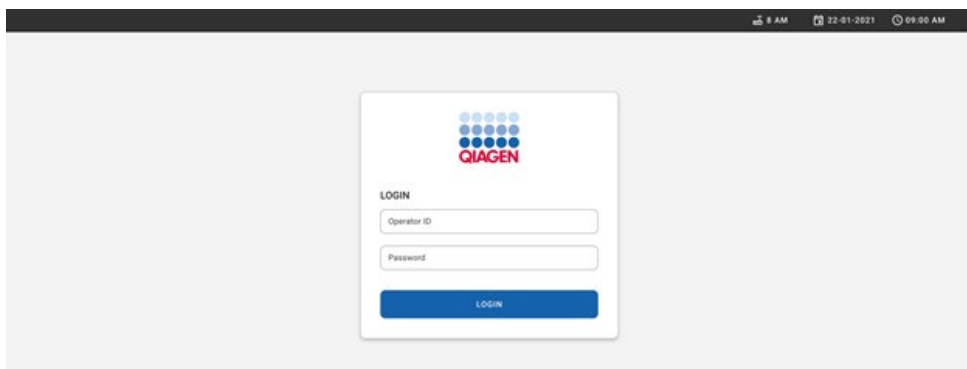 8 AM 22-01-2021 09:00 AM
QIAGEN
LOGIN
Operator ID
Password
LOGIN